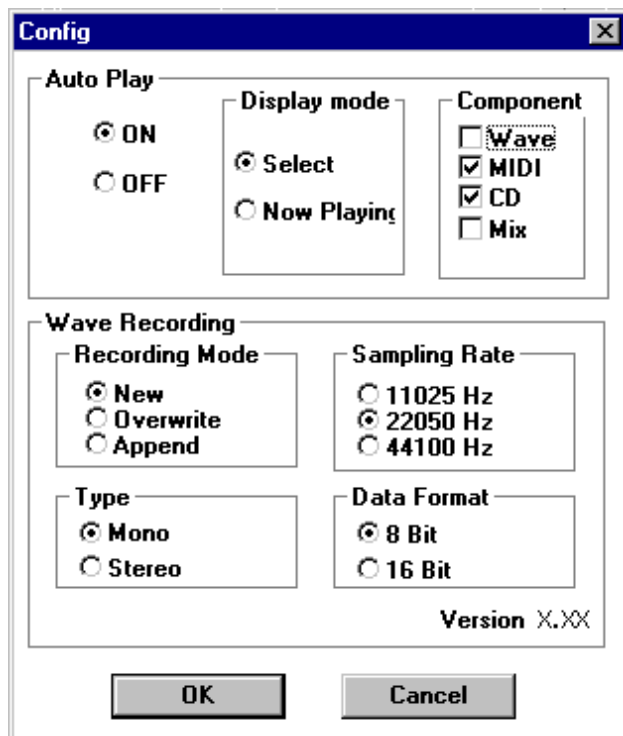 Config
Auto Play
ON
OFF
Display mode
Select
Now Playing
Component
Wave
MIDI
CD
Mix
Wave Recording
Recording Mode
New
Overwrite
Append
Sampling Rate
11025 Hz
22050 Hz
44100 Hz
Type
Mono
Stereo
Data Format
8 Bit
16 Bit
Version X.XX
OK
Cancel